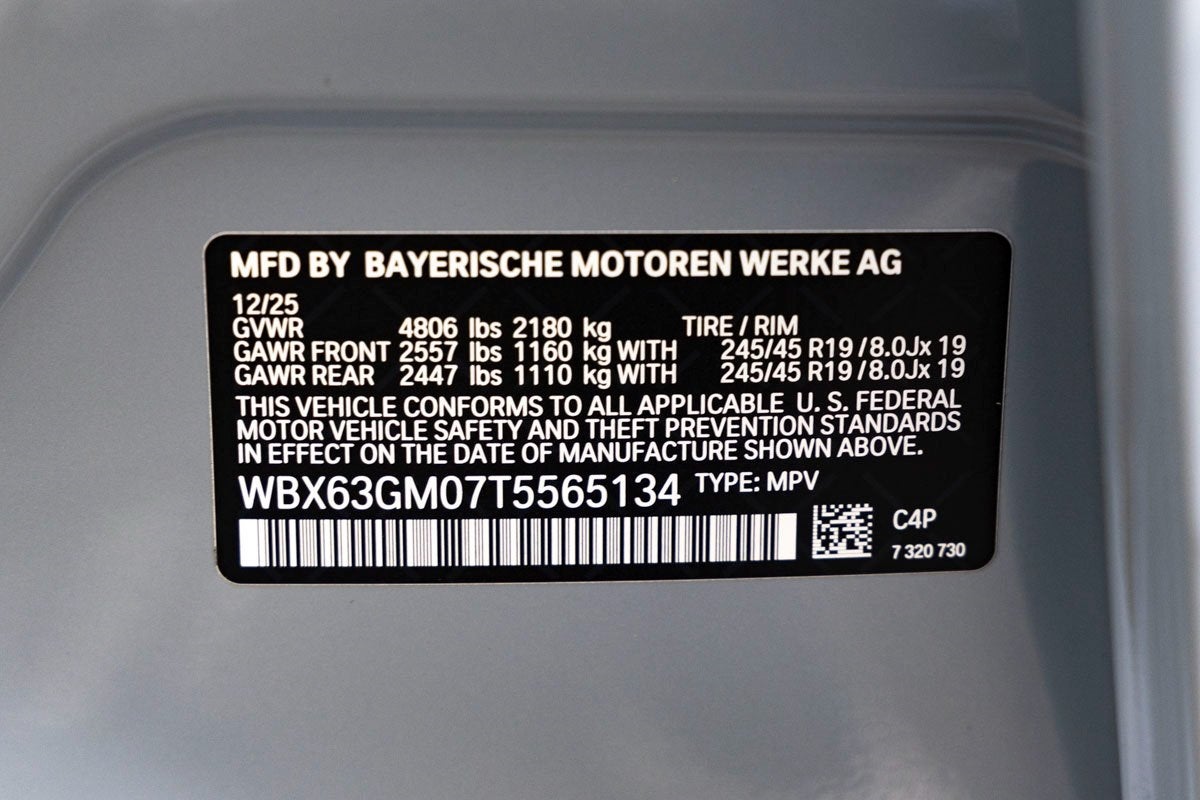 MFD BY BAYERISCHE MOTOREN WERKE AG
12/25
GVWR 4806 lbs 2180 kg TIRE / RIM
GAWR FRONT 2557 lbs 1160 kg WITH 245/45 R19 / 8.0Jx 19
GAWR REAR 2447 lbs 1110 kg WITH 245/45 R19 / 8.0Jx 19
THIS VEHICLE CONFORMS TO ALL APPLICABLE U. S. FEDERAL
MOTOR VEHICLE SAFETY AND THEFT PREVENTION STANDARDS
IN EFFECT ON THE DATE OF MANUFACTURE SHOWN ABOVE.
WBX63GM07T5565134 TYPE: MPV
C4P
7 320 730